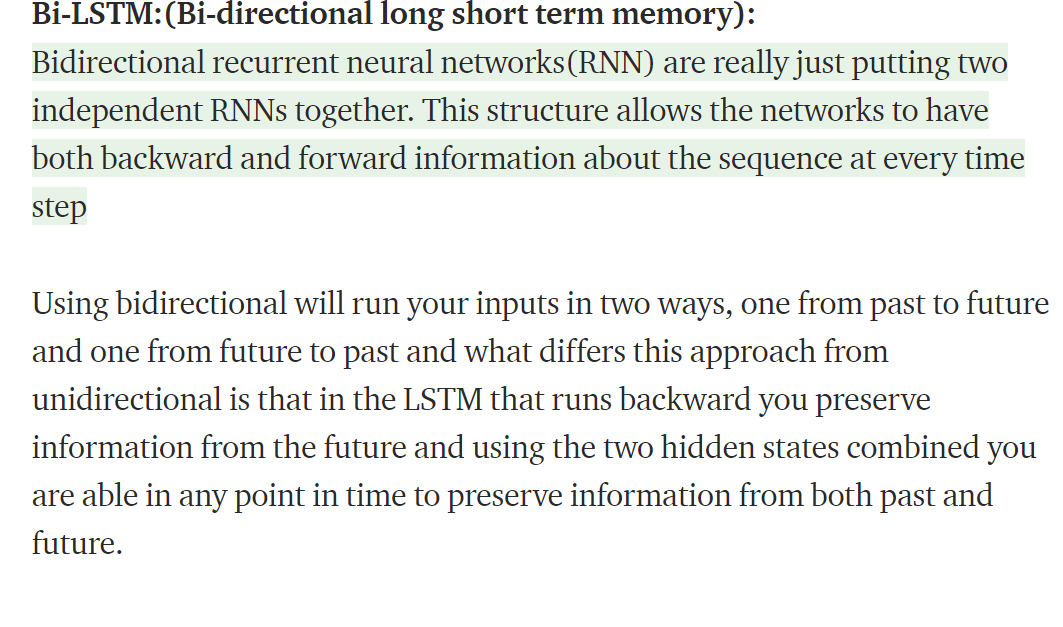 Bi-LSTM:(Bi-directional long short term memory):
Bidirectional recurrent neural networks(RNN) are really just putting two
independent RNNs together. This structure allows the networks to have
both backward and forward information about the sequence at every time
step
Using bidirectional will run your inputs in two ways, one from past to future
and one from future to past and what differs this approach from
unidirectional is that in the LSTM that runs backward you preserve
information from the future and using the two hidden states combined you
are able in any point in time to preserve information from both past and
future.